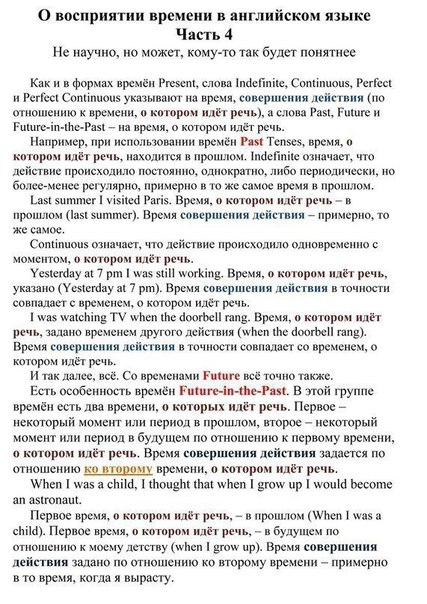 О восприятии времени в английском языке
Часть 4
Не научно, но может, кому-то так будет понятнее
Как и в формах времён Present, слова Indefinite, Continuous, Perfect
и Perfect Continuous указывают на время, совершения действия (по
отношению к времени, о котором идёт речь), а слова Past, Future и
Future-in-the-Past – на время, о котором идёт речь.
Например, при использовании времён Past Tenses, время, о
котором идёт речь, находится в прошлом. Indefinite означает, что
действие происходило постоянно, однократно, либо периодически, но
более-менее регулярно, примерно в то же самое время в прошлом.
Last summer I visited Paris. Время, о котором идёт речь – в
прошлом (last summer). Время совершения действия – примерно, то
же самое.
Continuous означает, что действие происходило одновременно с
моментом, о котором идёт речь.
Yesterday at 7 pm I was still working. Время, о котором идёт речь,
указано (Yesterday at 7 pm). Время совершения действия в точности
совпадает с временем, о котором идёт речь.
I was watching TV when the doorbell rang. Время, о котором идёт
речь, задано временем другого действия (when the doorbell rang).
Время совершения действия в точности совпадает со временем, о
котором идёт речь.
И так далее, всё. Со временами Future всё точно также.
Есть особенность времён Future-in-the-Past. В этой группе
времён есть два времени, о которых идёт речь. Первое –
некоторый момент или период в прошлом, второе – некоторый
момент или период в будущем по отношению к первому времени,
о котором идёт речь. Время совершения действия задается по
отношению ко второму времени, о котором идёт речь.
When I was a child, I thought that when I grow up I would become
an astronaut.
Первое время, о котором идёт речь, – в прошлом (When I was a
child). Первое время, о котором идёт речь, – в будущем по
отношению к моему детству (when I grow up). Время совершения
действия задано по отношению ко второму времени – примерно
в то время, когда я вырасту.